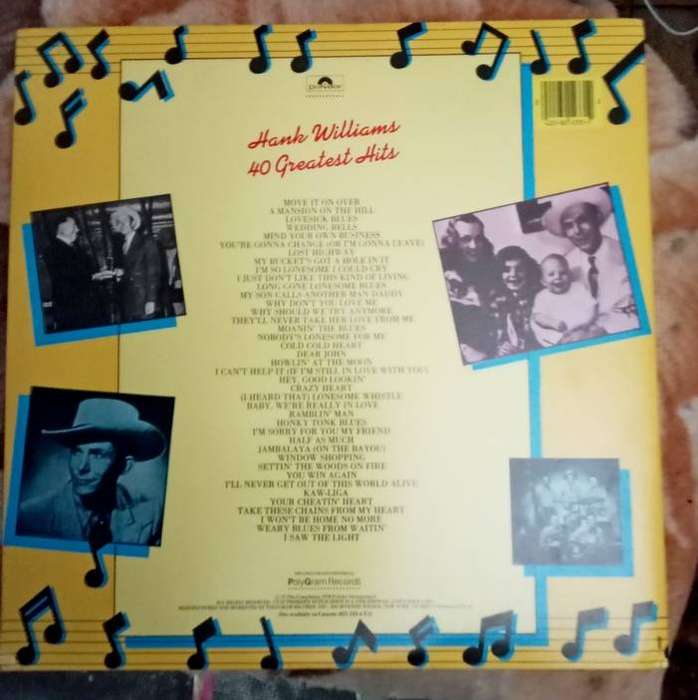 polydor
Hank Williams
40 Greatest Hits
MOVE IT ON OVER
A MANSION ON THE HILL
LOVESICK BLUES
WEDDING BELLS
MIND YOUR OWN BUSINESS
YOU'RE GONNA CHANGE (OR I'M GONNA LEAVE)
LOST HIGHWAY
MY BUCKET'S GOT A HOLE IN IT
I'M SO LONESOME I COULD CRY
I JUST DON'T LIKE THIS KIND OF LIVING
LONG GONE LONESOME BLUES
MY SON CALLS ANOTHER MAN DADDY
WHY DON'T YOU LOVE ME
WHY SHOULD WE TRY ANYMORE
THEY'LL NEVER TAKE HER LOVE FROM ME
MOANIN' THE BLUES
NOBODY'S LONESOME FOR ME
COLD COLD HEART
DEAR JOHN
HOWLIN' AT THE MOON
I CAN'T HELP IT (IF I'M STILL IN LOVE WITH YOU)
HEY, GOOD LOOKIN'
CRAZY HEART
(I HEARD THAT) LONESOME WHISTLE
BABY, WE'RE REALLY IN LOVE
RAMBLIN' MAN
HONKY TONK BLUES
I'M SORRY FOR YOU MY FRIEND
HALF AS MUCH
JAMBALAYA (ON THE BAYOU)
WINDOW SHOPPING
SETTIN' THE WOODS ON FIRE
YOU WIN AGAIN
I'LL NEVER GET OUT OF THIS WORLD ALIVE
KAW-LIGA
YOUR CHEATIN' HEART
TAKE THESE CHAINS FROM MY HEART
I WON'T BE HOME NO MORE
WEARY BLUES FROM WAITIN'
I SAW THE LIGHT
PolyGram Records